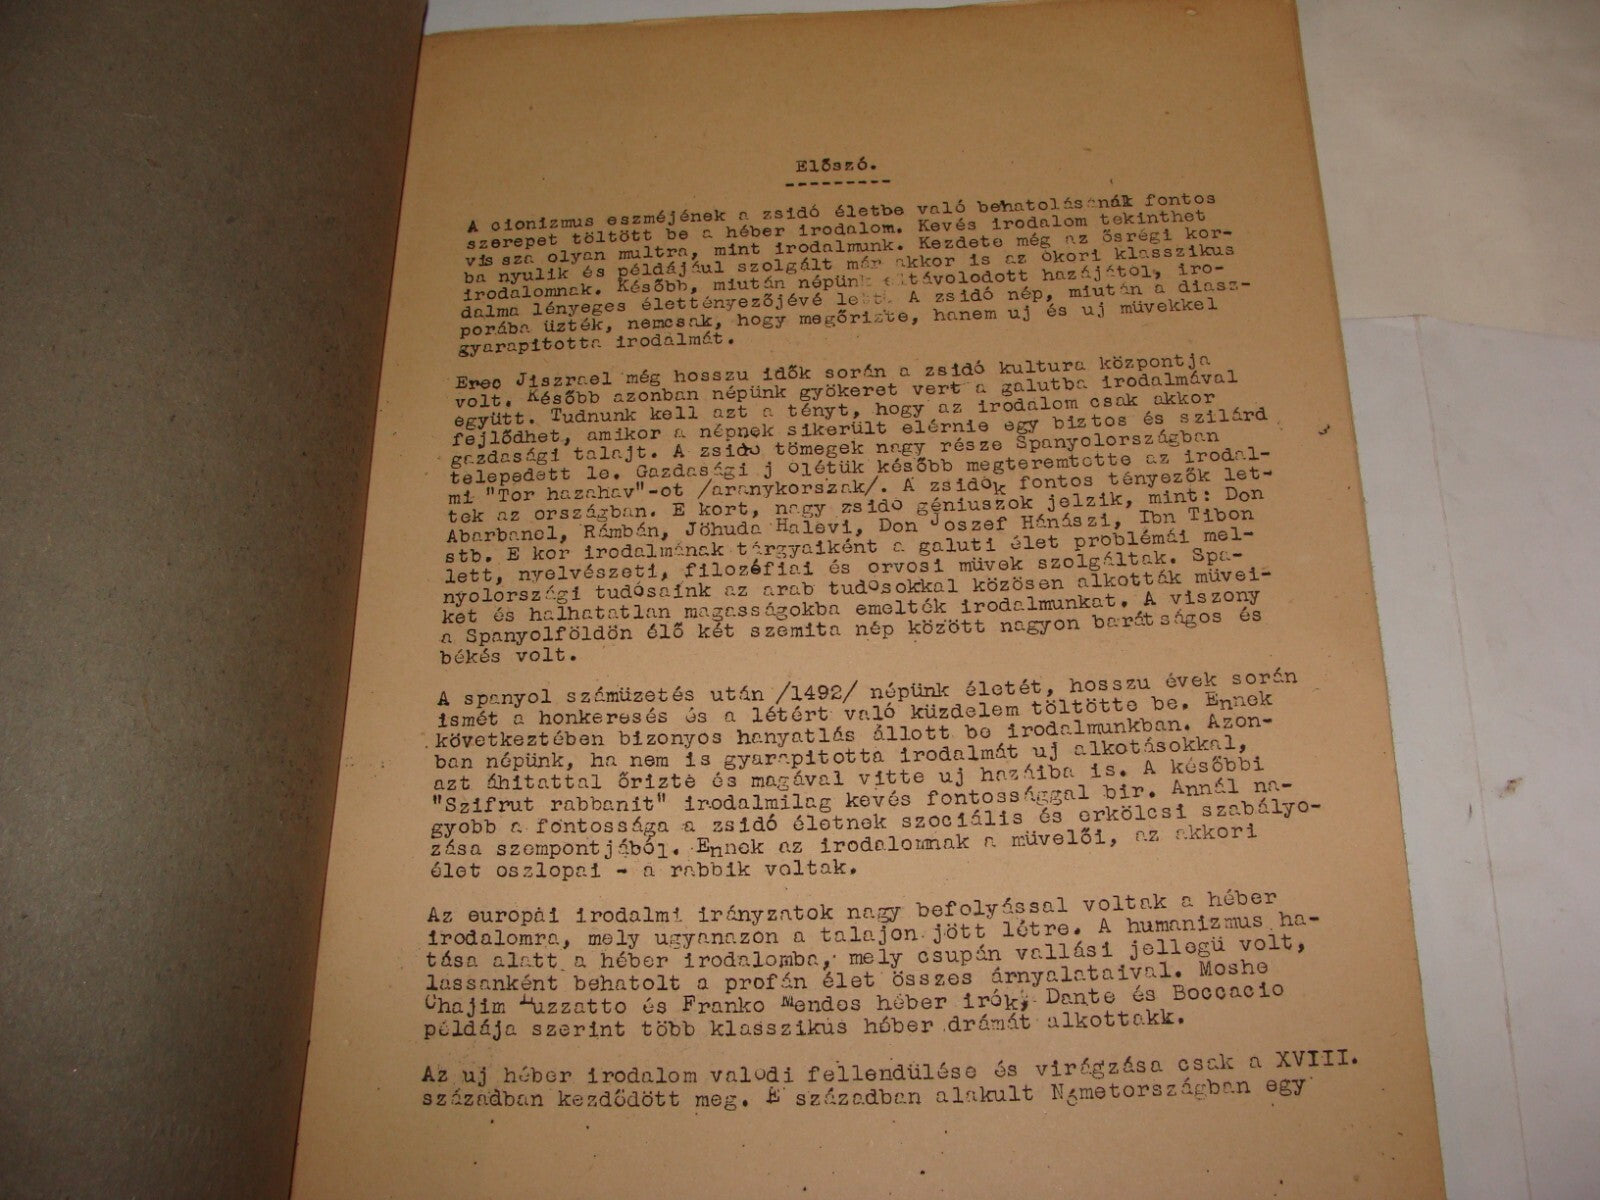 Előszó.
A cionizmus eszméjének a zsidó életbe való behatolásának fontos
szerepet töltött be a héber irodalom. Kevés irodalom tekinthet
vissza olyan multra, mint irodalmunk. Kezdete még az ősrégi kor-
ba nyulik és példájául szolgált már akkor is az ókori klasszikus
irodalomnak. Később, miután népünk eltávolodott hazájától, iro-
dalma lényeges élettényezőjévé lett. A zsidó nép, miután a diasz-
porába üzték, nemcsak, hogy megőrizte, hanem uj és uj müvekkel
gyarapitotta irodalmát.
Erec Jiszrael még hosszu idők során a zsidó kultura központja
volt. Később azonban népünk gyökeret vert a galutba irodalmával
együtt. Tudnunk kell azt a tényt, hogy az irodalom csak akkor
fejlődhet, amikor a népnek sikerült elérnie egy biztos és szilárd
gazdasági talajt. A zsidó tömegek nagy része Spanyolországban
telepedett le. Gazdasági jólétük később megteremtette az irodal-
mi "Tor hazahav"-ot /aranykorszak/. A zsidók fontos tényezők let-
tek az országban. E kort, nagy zsidó géniuszok jelzik, mint: Don
Abarbanel, Rámbán, Jöhuda Halevi, Don Joszef Hánászi, Ibn Tibon
stb. E kor irodalmának tárgyaiként a galuti élet problémái mel-
lett, nyelvészeti, filozófiai és orvosi müvek szolgáltak. Spa-
nyolországi tudósaink az arab tudósokkal közösen alkották müvei-
ket és halhatatlan magasságokba emelték irodalmunkat. A viszony
a Spanyolföldön élő két szemita nép között nagyon barátságos és
békés volt.
A spanyol számüzetés után /1492/ népünk életét, hosszu évek során
ismét a honkeresés és a létért való küzdelem töltötte be. Ennek
következtében bizonyos hanyatlás állott be irodalmunkban. Azon-
ban népünk, ha nem is gyarapitotta irodalmát uj alkotásokkal,
azt áhitattal őrizte és magával vitte uj hazáiba is. A későbbi
"Szifrut rabbanit" irodalmilag kevés fontossággal bir. Annál na-
gyobb a fontossága a zsidó életnek szociális és erkölcsi szabályo-
zása szempontjából. Ennek az irodalomnak a müvelői, az akkori
élet oszlopai - a rabbik voltak.
Az europai irodalmi irányzatok nagy befolyással voltak a héber
irodalomra, mely ugyanazon a talajon jött létre. A humanizmus ha-
tása alatt a héber irodalomba, mely csupán vallási jellegü volt,
lassanként behatolt a profán élet összes árnyalataival. Moshe
Chajim Luzzatto és Franko Mendes héber irók, Dante és Boccacio
példája szerint több klasszikus héber drámát alkottakk.
Az uj héber irodalom valodi fellendülése és virágzása csak a XVIII.
században kezdődött meg. E században alakult Németországban egy